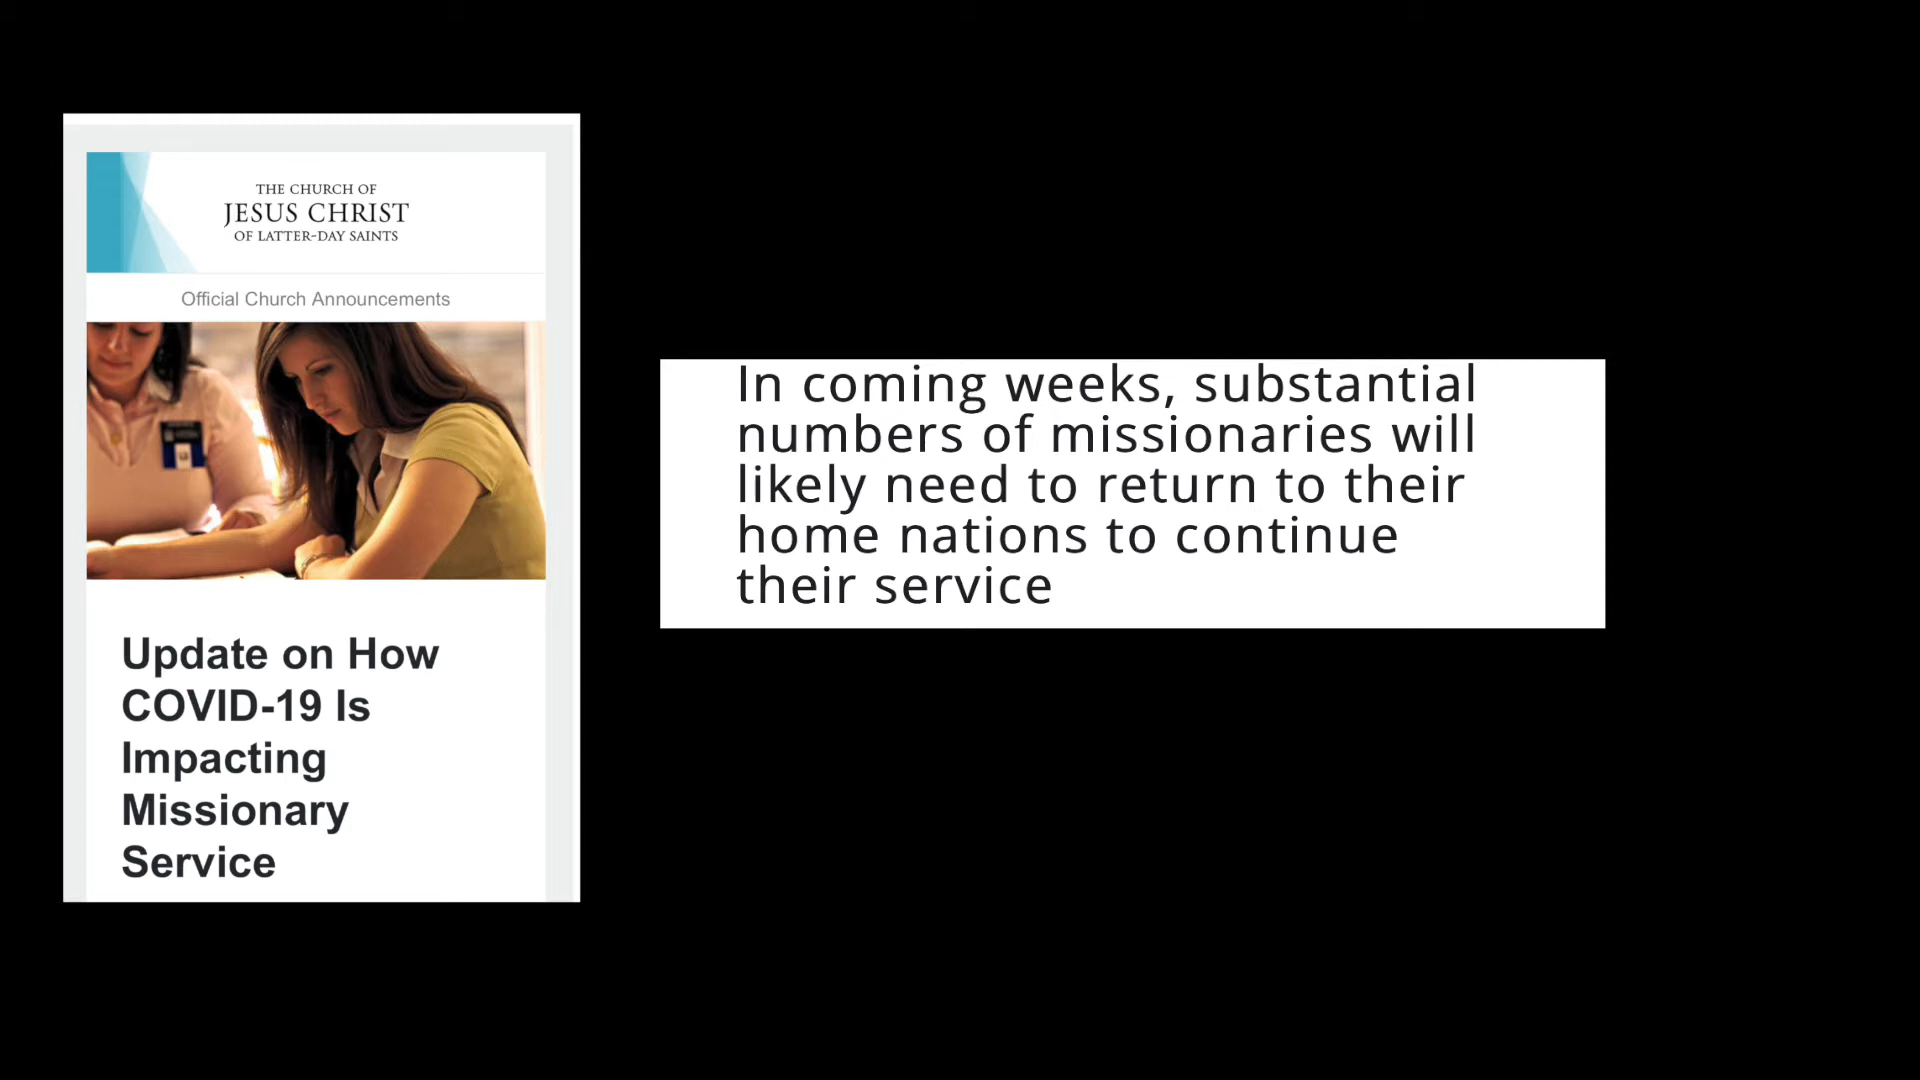 THE CHURCH OF
JESUS CHRIST
OF LATTER-DAY SAINTS
Official Church Announcements
Update on How
COVID-19 Is
Impacting
Missionary
Service
In coming weeks, substantial
numbers of missionaries will
likely need to return to their
home nations to continue
their service